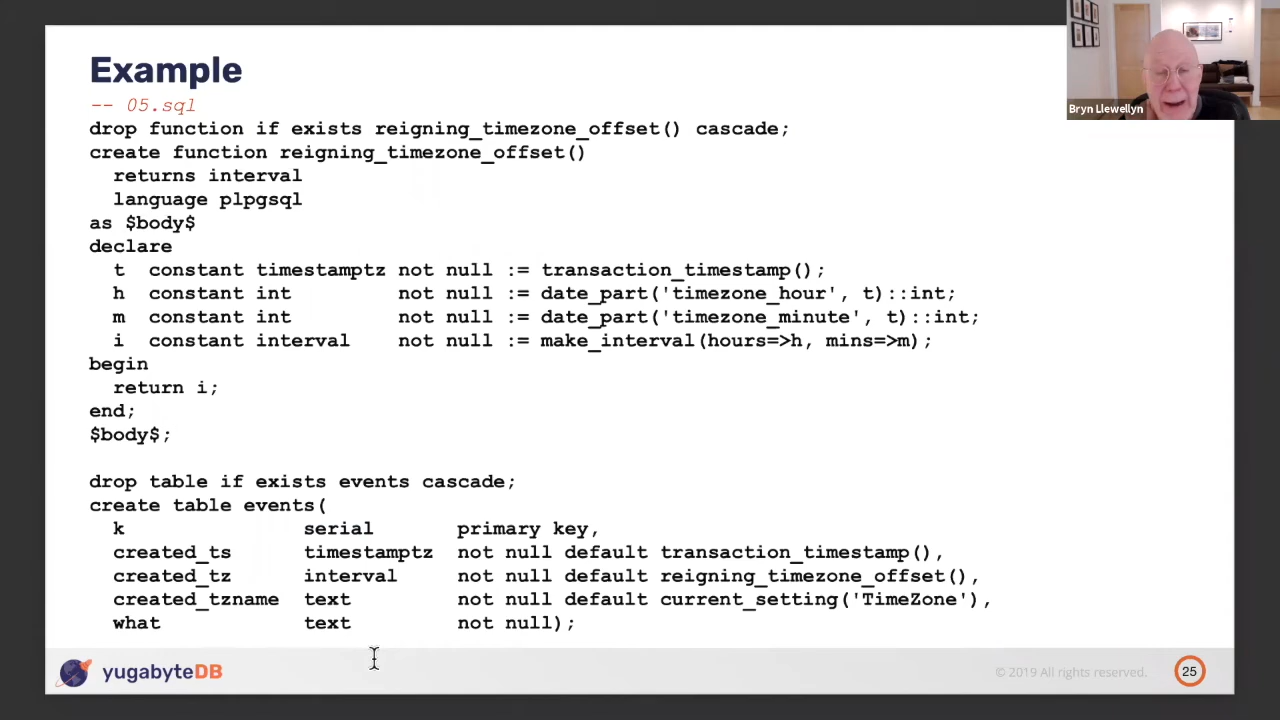 Example
-- 05.sql
drop function if exists reigning_timezone_offset() cascade;
create function reigning_timezone_offset()
  returns interval
  language plpgsql
as $body$
declare
  t  constant timestamptz not null := transaction_timestamp();
  h  constant int         not null := date_part('timezone_hour', t)::int;
  m  constant int         not null := date_part('timezone_minute', t)::int;
  i  constant interval    not null := make_interval(hours=>h, mins=>m);
begin
  return i;
end;
$body$;
drop table if exists events cascade;
create table events(
  k               serial       primary key,
  created_ts      timestamptz  not null default transaction_timestamp(),
  created_tz      interval     not null default reigning_timezone_offset(),
  created_tzname  text         not null default current_setting('TimeZone'),
  what            text         not null);
Bryn Llewellyn
yugabyteDB
© 2019 All rights reserved.
25